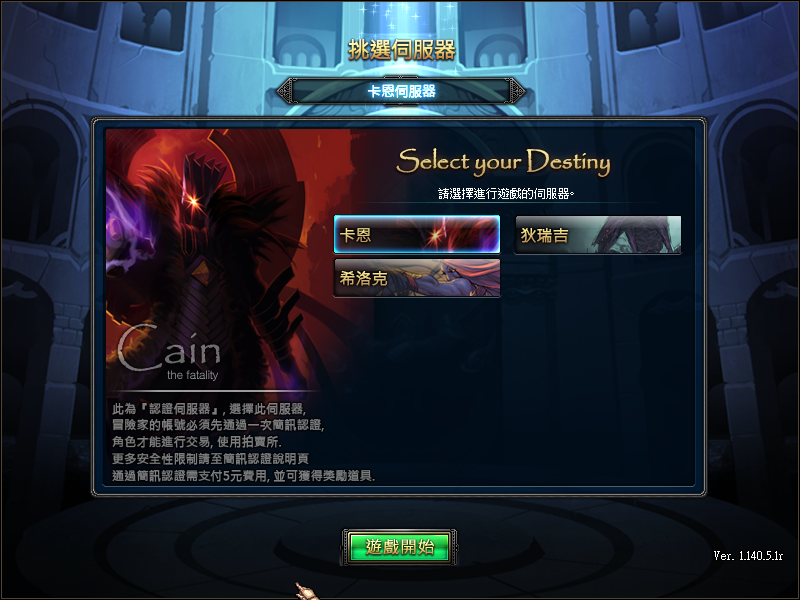 挑選伺服器
卡恩伺服器
Select your Destiny
請選擇進行遊戲的伺服器。
卡恩
狄瑞吉
希洛克
Cain
the fatality
此為『認證伺服器』, 選擇此伺服器,
冒險家的帳號必須先通過一次簡訊認證,
角色才能進行交易, 使用拍賣所.
更多安全性限制請至簡訊認證說明頁
通過簡訊認證需支付5元費用, 並可獲得獎勵道具.
遊戲開始
Ver. 1.140.5.1r